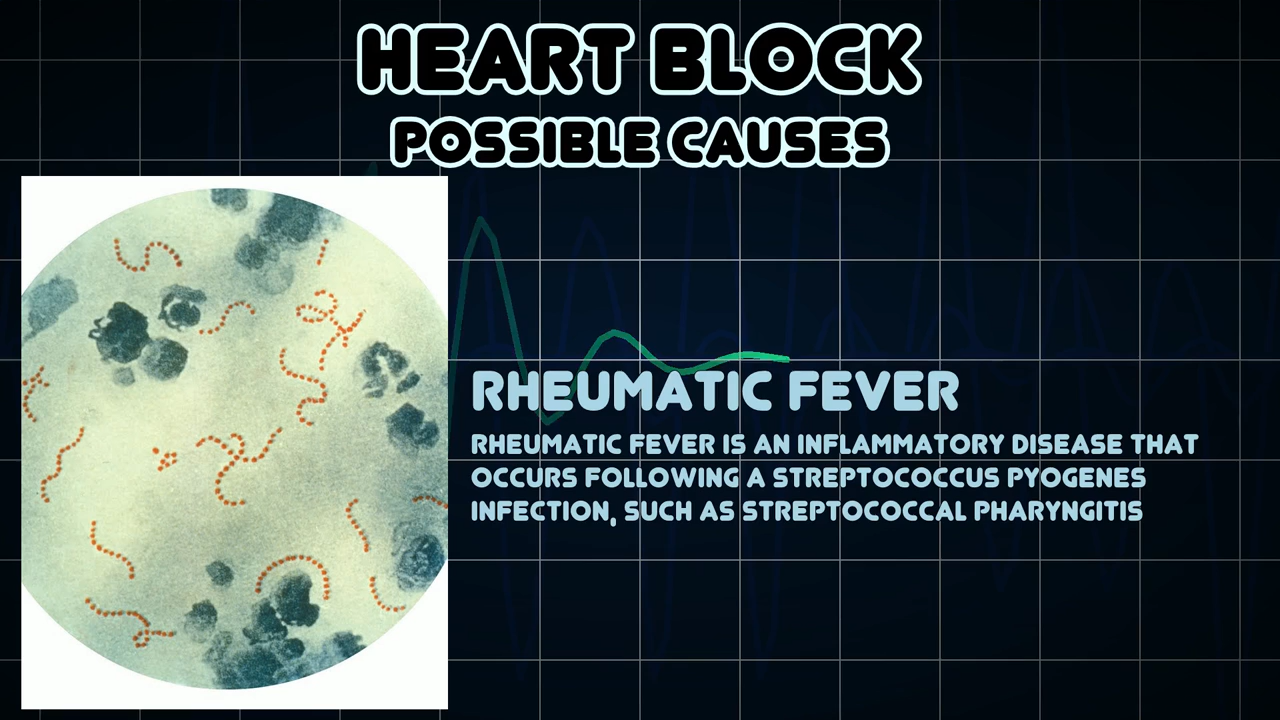 HEART BLOCK
POSSIBLE CAUSES
RHEUMATIC FEVER
RHEUMATIC FEVER IS AN INFLAMMATORY DISEASE THAT
OCCURS FOLLOWING A STREPTOCOCCUS PYOGENES
INFECTION, SUCH AS STREPTOCOCCAL PHARYNGITIS